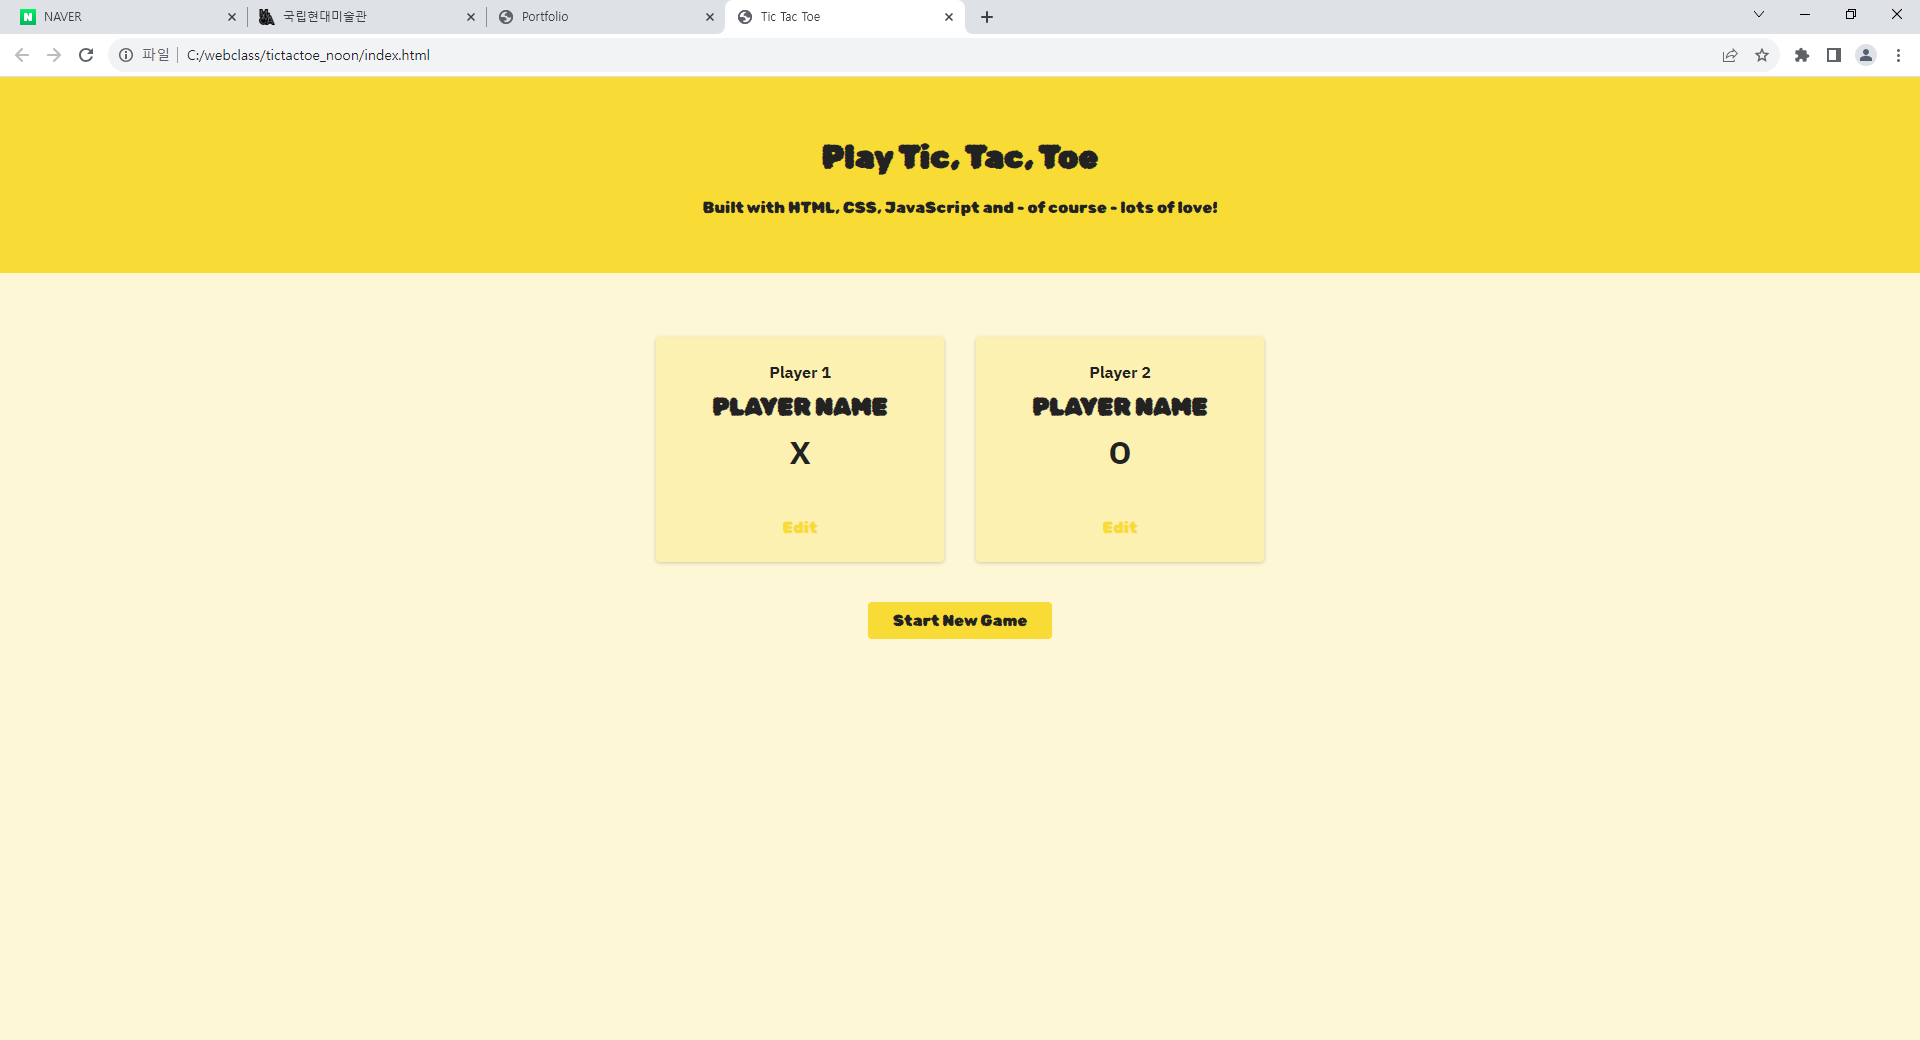 NAVER
국립현대미술관
Portfolio
Tic Tac Toe
파일
C:/webclass/tictactoe_noon/index.html
Play Tic, Tac, Toe
Built with HTML, CSS, JavaScript and - of course - lots of love!
Player 1
PLAYER NAME
X
Edit
Player 2
PLAYER NAME
O
Edit
Start New Game